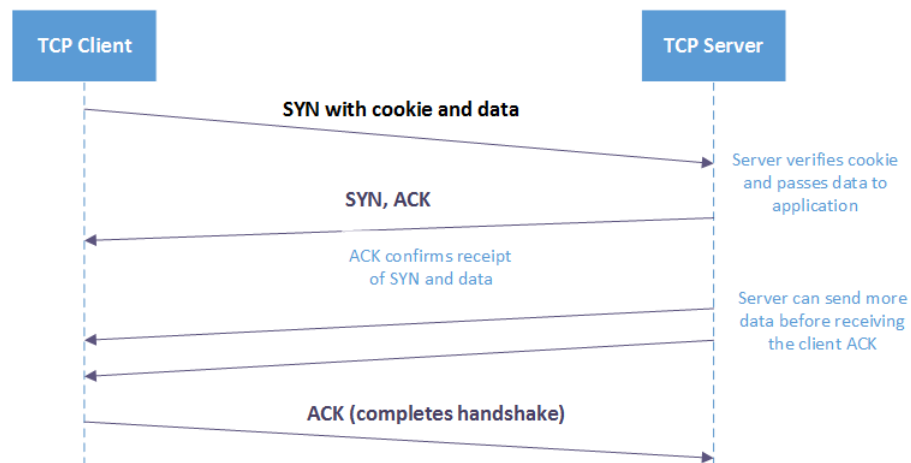 TCP Client
TCP Server
SYN with cookie and data
Server verifies cookie
and passes data to
application
SYN, ACK
ACK confirms receipt
of SYN and data
Server can send more
data before receiving
the client ACK
ACK (completes handshake)